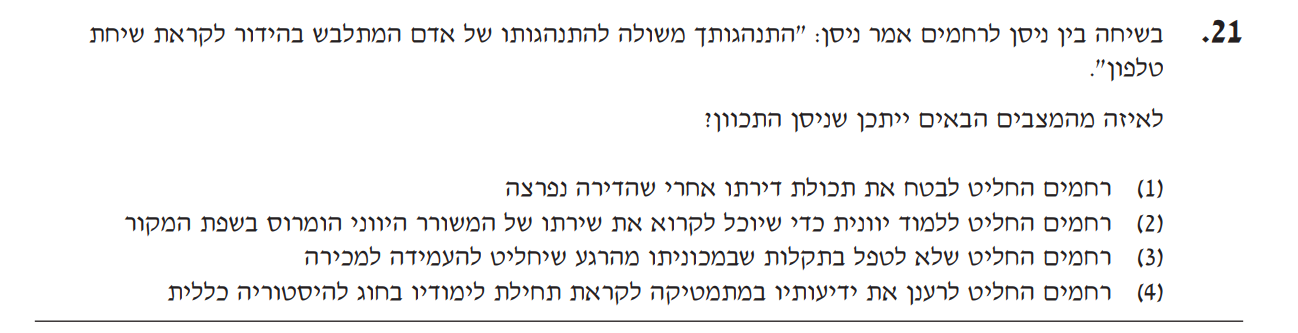 21. בשיחה בין ניסן לרחמים אמר ניסן: "התנהגותך משולה להתנהגותו של אדם המתלבש בהידור לקראת שיחת
טלפון".
לאיזה מהמצבים הבאים ייתכן שניסן התכוון?
(1) רחמים החליט לבטח את תכולת דירתו אחרי שהדירה נפרצה
(2) רחמים החליט ללמוד יוונית כדי שיוכל לקרוא את שירתו של המשורר היווני הומרוס בשפת המקור
(3) רחמים החליט שלא לטפל בתקלות שבמכוניתו מהרגע שיחליט להעמידה למכירה
(4) רחמים החליט לרענן את ידיעותיו במתמטיקה לקראת תחילת לימודיו בחוג להיסטוריה כללית